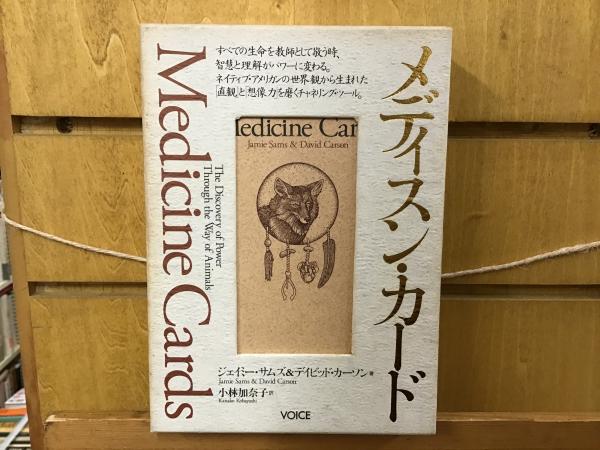 すべての生命を教師として敬う時、
智慧と理解がパワーに変わる。
ネイティブ・アメリカンの世界観から生まれた
「直観」と「想像力」を磨くチャネリング・ツール。
メディスン・カード
Medicine Cards
The Discovery of Power
Through the Way of Animals
edicine Car
Jamie Sams & David Carson
ジェイミー・サムズ&デイビッド・カーソン 著
Jamie Sams & David Carson
小林加奈子 訳
Kanako Kobayashi
VOICE